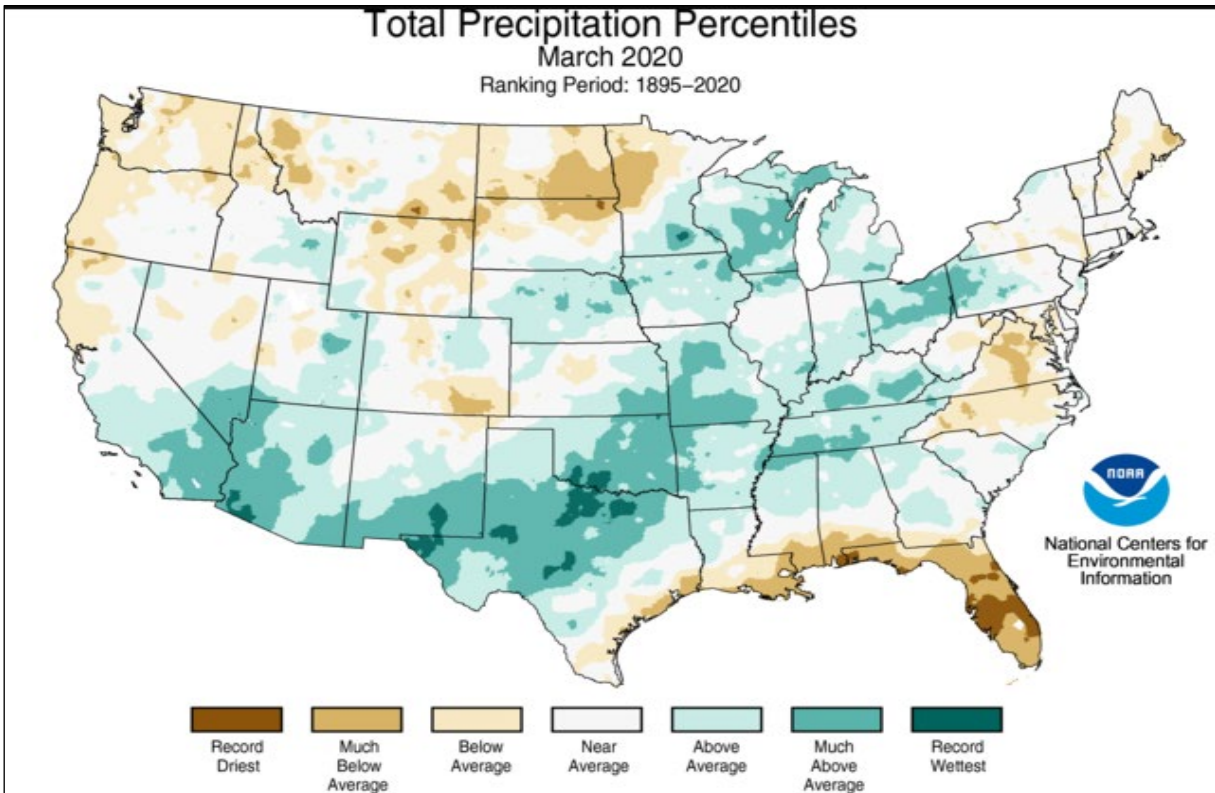 Total Precipitation Percentiles
March 2020
Ranking Period: 1895–2020
NOAA
National Centers for
Environmental
Information
Record
Driest
Much
Below
Average
Below
Average
Near
Average
Above
Average
Much
Above
Average
Record
Wettest